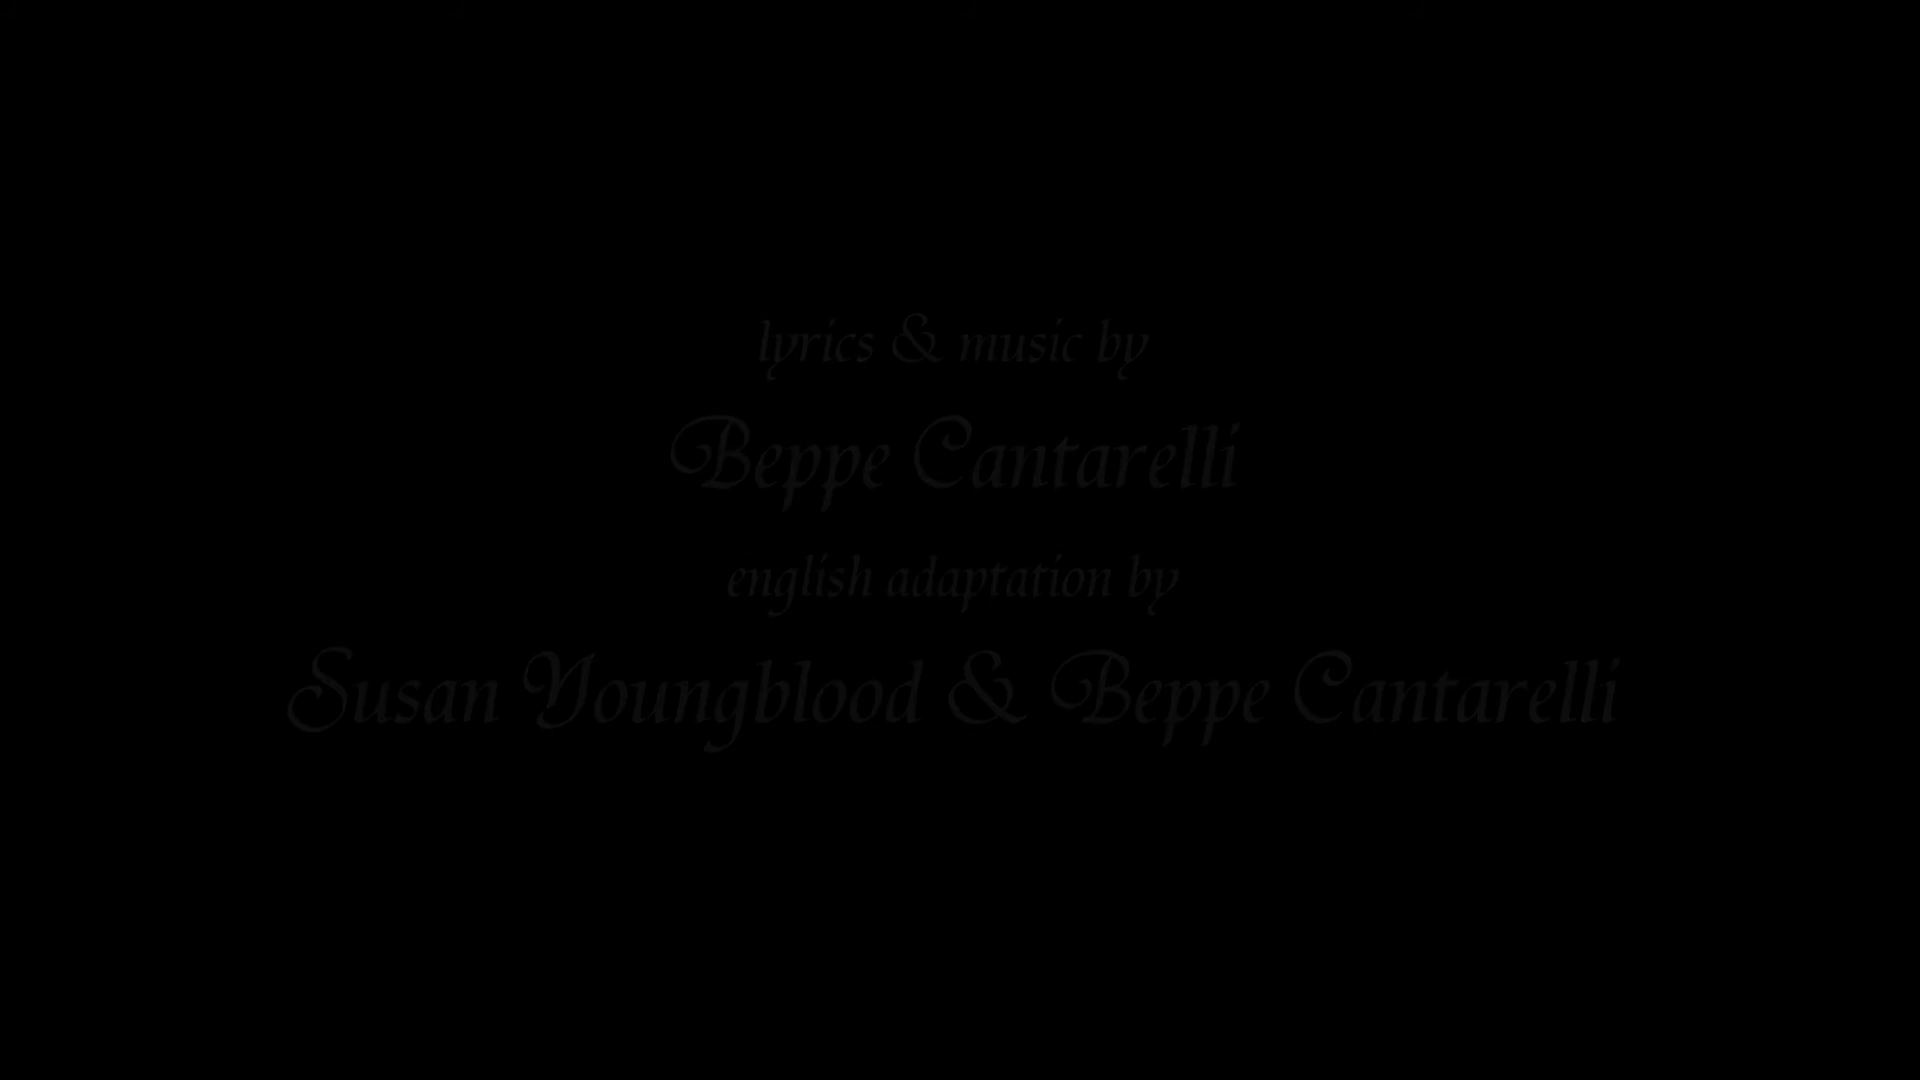 lyrics & music by
Beppe Cantarelli
english adaptation by
Susan Youngblood & Beppe Cantarelli